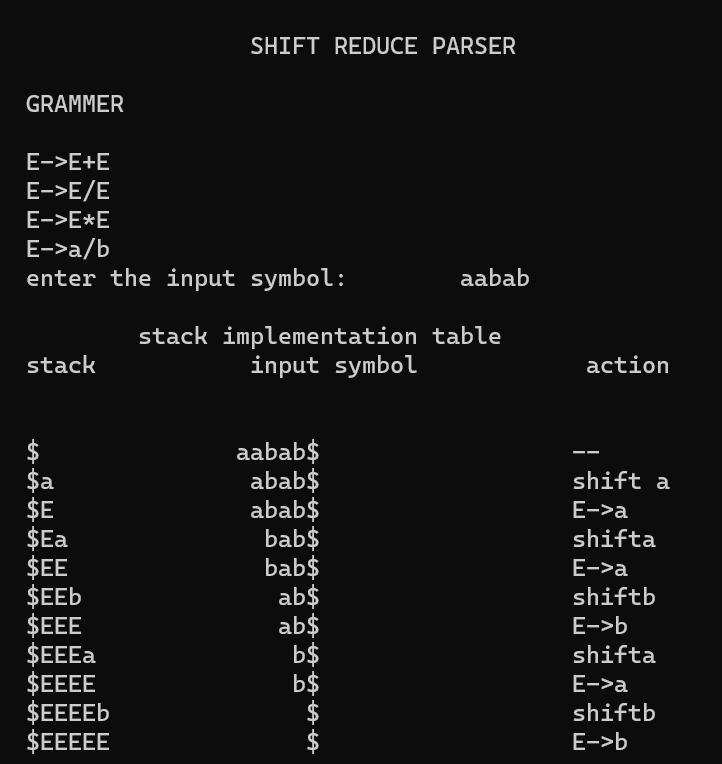 SHIFT REDUCE PARSER
GRAMMER
E->E+E
E->E/E
E->E*E
E->a/b
enter the input symbol: aabab
stack implementation table
stack input symbol action
$ aabab$ --
$a abab$ shift a
$E abab$ E->a
$Ea bab$ shifta
$EE bab$ E->a
$EEb ab$ shiftb
$EEE ab$ E->b
$EEEa b$ shifta
$EEEE b$ E->a
$EEEEb $ shiftb
$EEEEE $ E->b